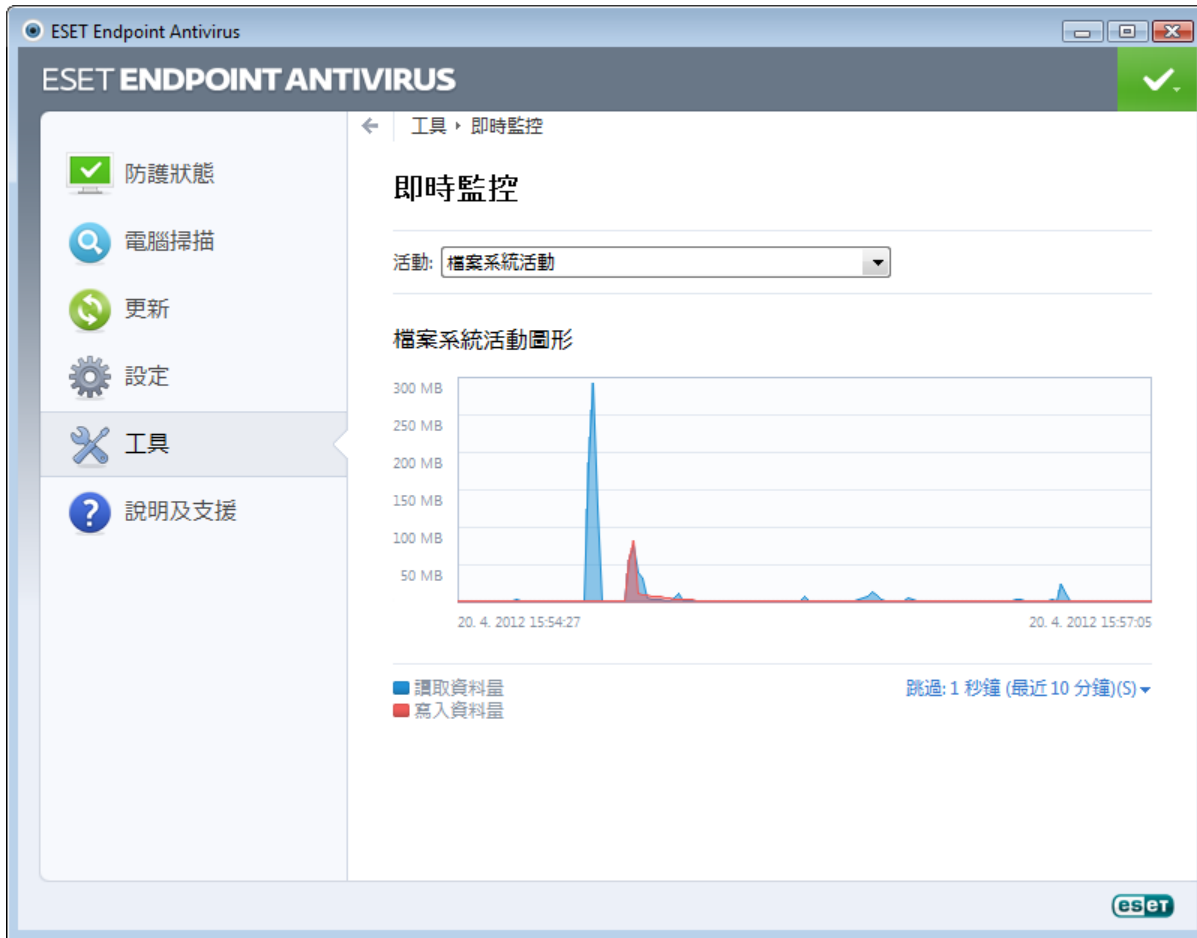 ESET Endpoint Antivirus
ESET ENDPOINT ANTIVIRUS
防護狀態
電腦掃描
更新
設定
工具
說明及支援
工具 ▸ 即時監控
即時監控
活動: 檔案系統活動
檔案系統活動圖形
300 MB
250 MB
200 MB
150 MB
100 MB
50 MB
20. 4. 2012 15:54:27 20. 4. 2012 15:57:05
讀取資料量
寫入資料量
跳過: 1 秒鐘 (最近 10 分鐘)(S)
eseT